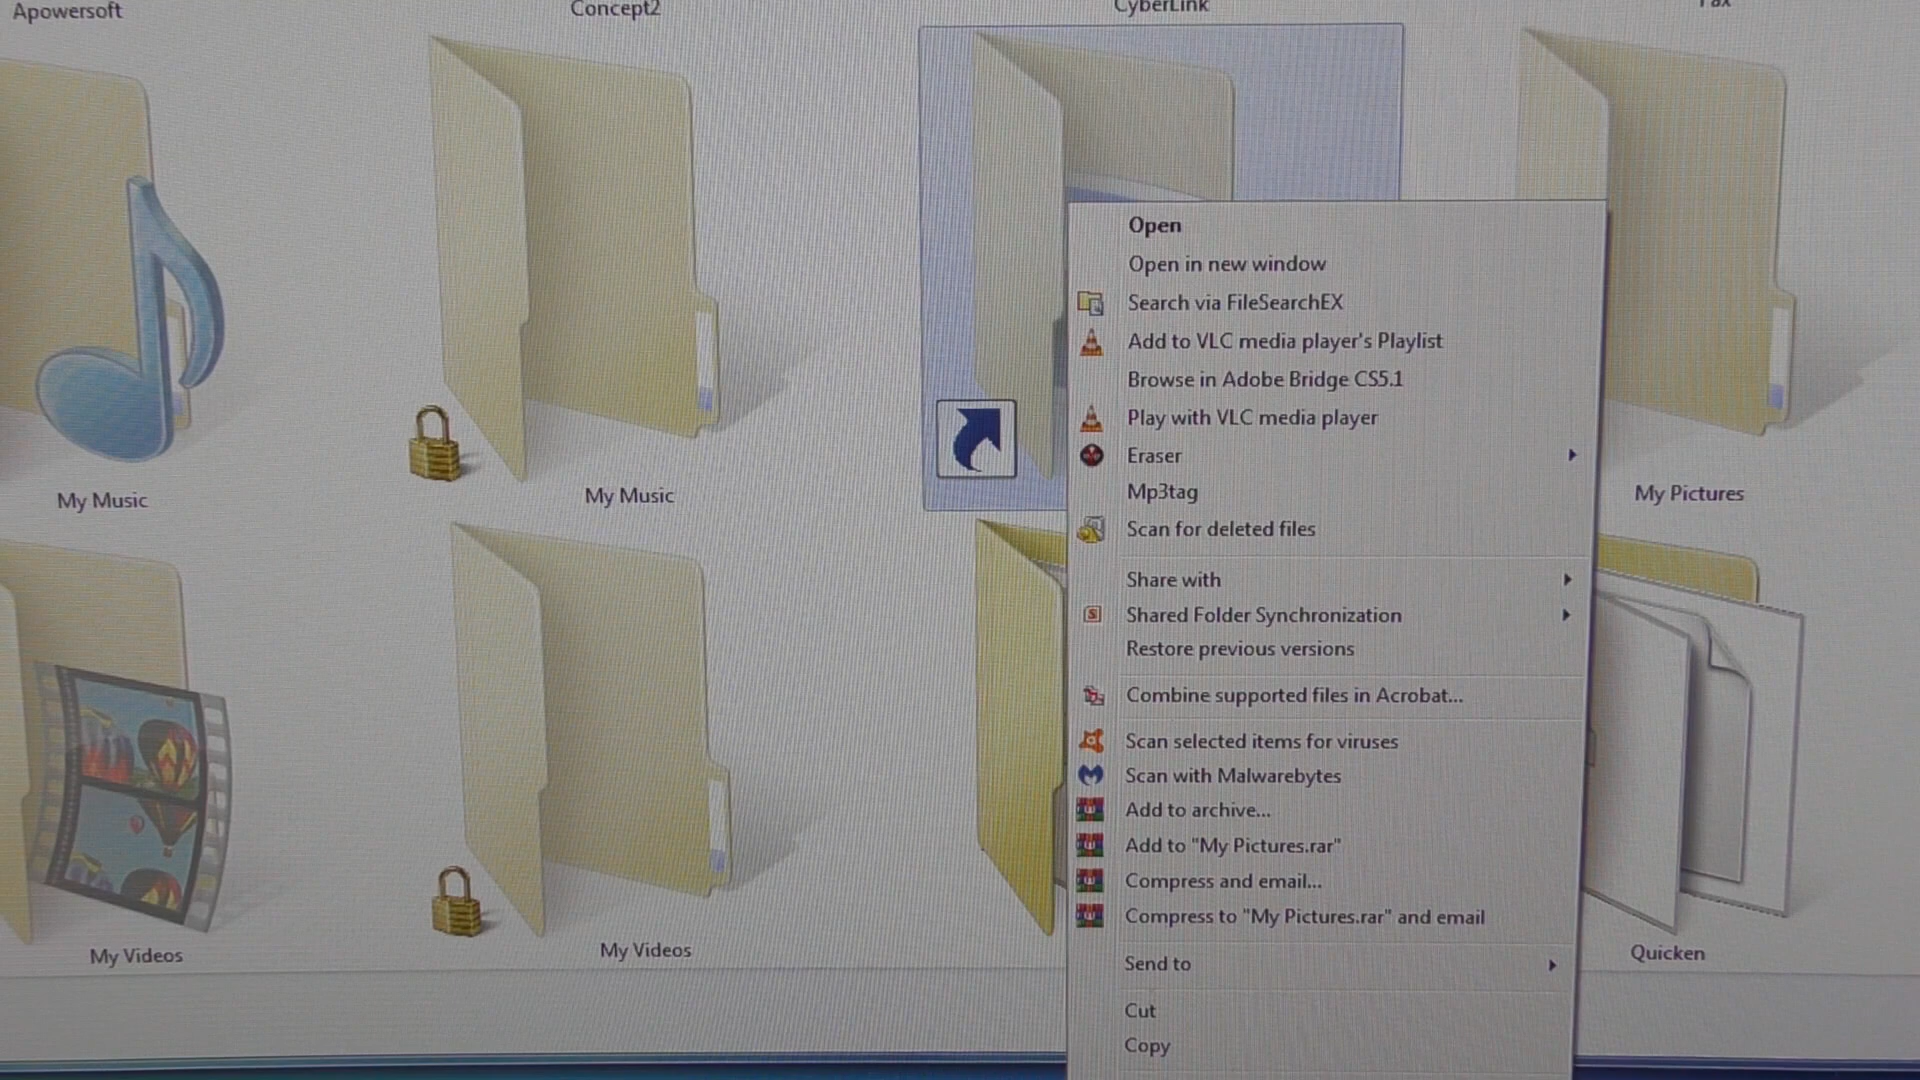 Apowersoft
Concept2
CyberLink
Fax
My Music
My Music
My Pictures
My Videos
My Videos
Quicken
Open
Open in new window
Search via FileSearchEX
Add to VLC media player's Playlist
Browse in Adobe Bridge CS5.1
Play with VLC media player
Eraser
Mp3tag
Scan for deleted files
Share with
S
Shared Folder Synchronization
Restore previous versions
Combine supported files in Acrobat...
Scan selected items for viruses
Scan with Malwarebytes
Add to archive...
Add to "My Pictures.rar"
Compress and email...
Compress to "My Pictures.rar" and email
Send to
Cut
Copy